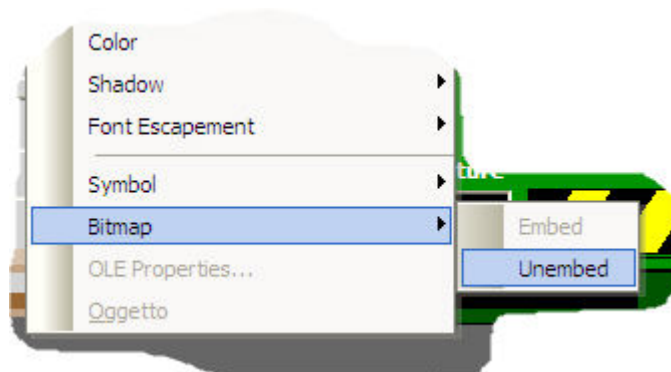 Color
Shadow
Font Escapement
Symbol
Bitmap
Embed
OLE Properties...
Unembed
Oggetto